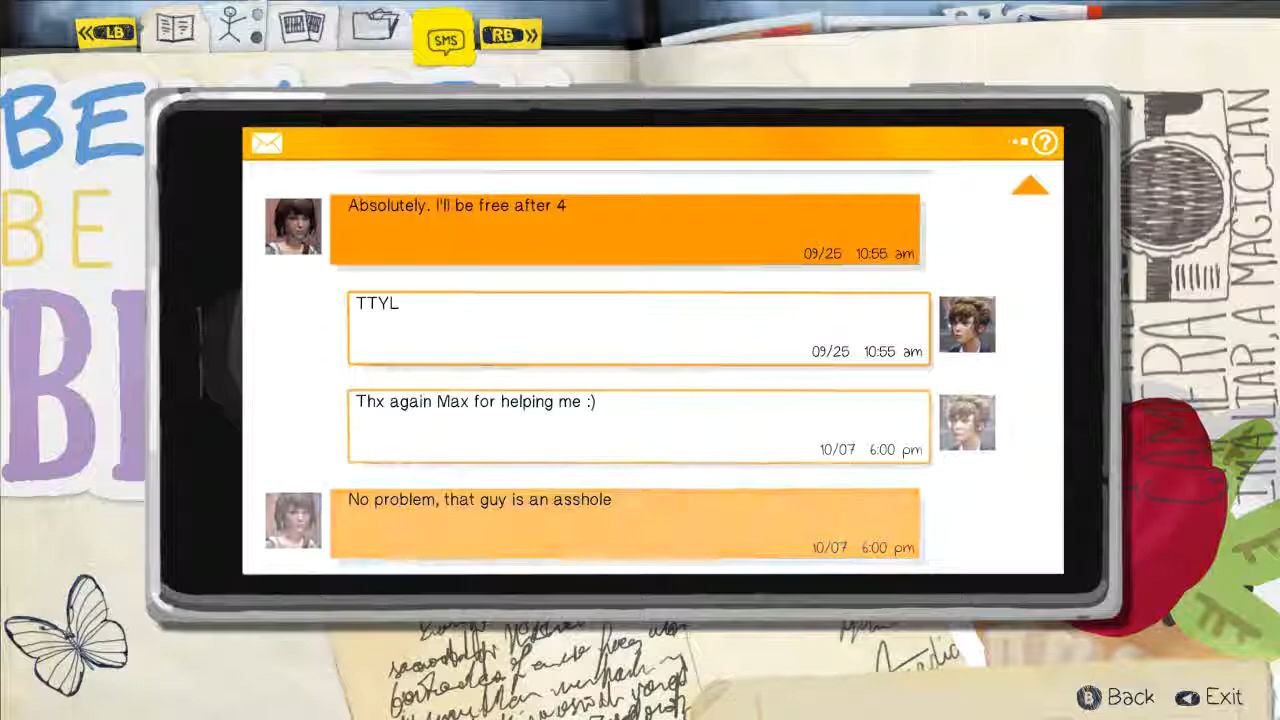 LB
SMS
RB
BE
BE
BE
?
Absolutely. I'll be free after 4
09/25 10:55 am
TTYL
09/25 10:55 am
Thx again Max for helping me :)
10/07 6:00 pm
No problem, that guy is an asshole
10/07 6:00 pm
CAMERA
I'M A LIAR, A MAGICIAN
B Back
Exit